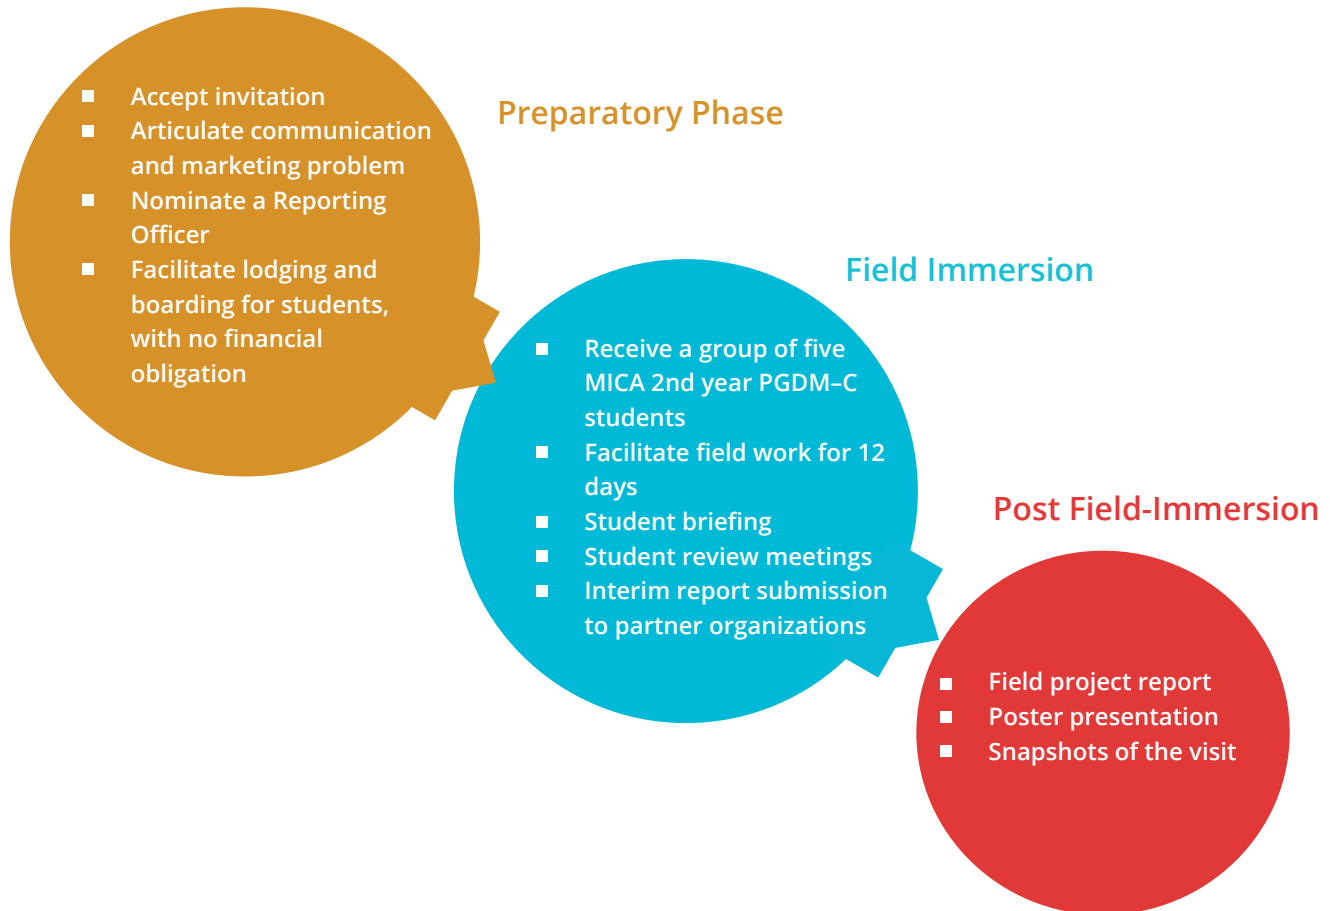 Preparatory Phase
Accept invitation
Articulate communication
and marketing problem
Nominate a Reporting
Officer
Facilitate lodging and
boarding for students,
with no financial
obligation
Field Immersion
Receive a group of five
MICA 2nd year PGDM–C
students
Facilitate field work for 12
days
Student briefing
Student review meetings
Interim report submission
to partner organizations
Post Field-Immersion
Field project report
Poster presentation
Snapshots of the visit